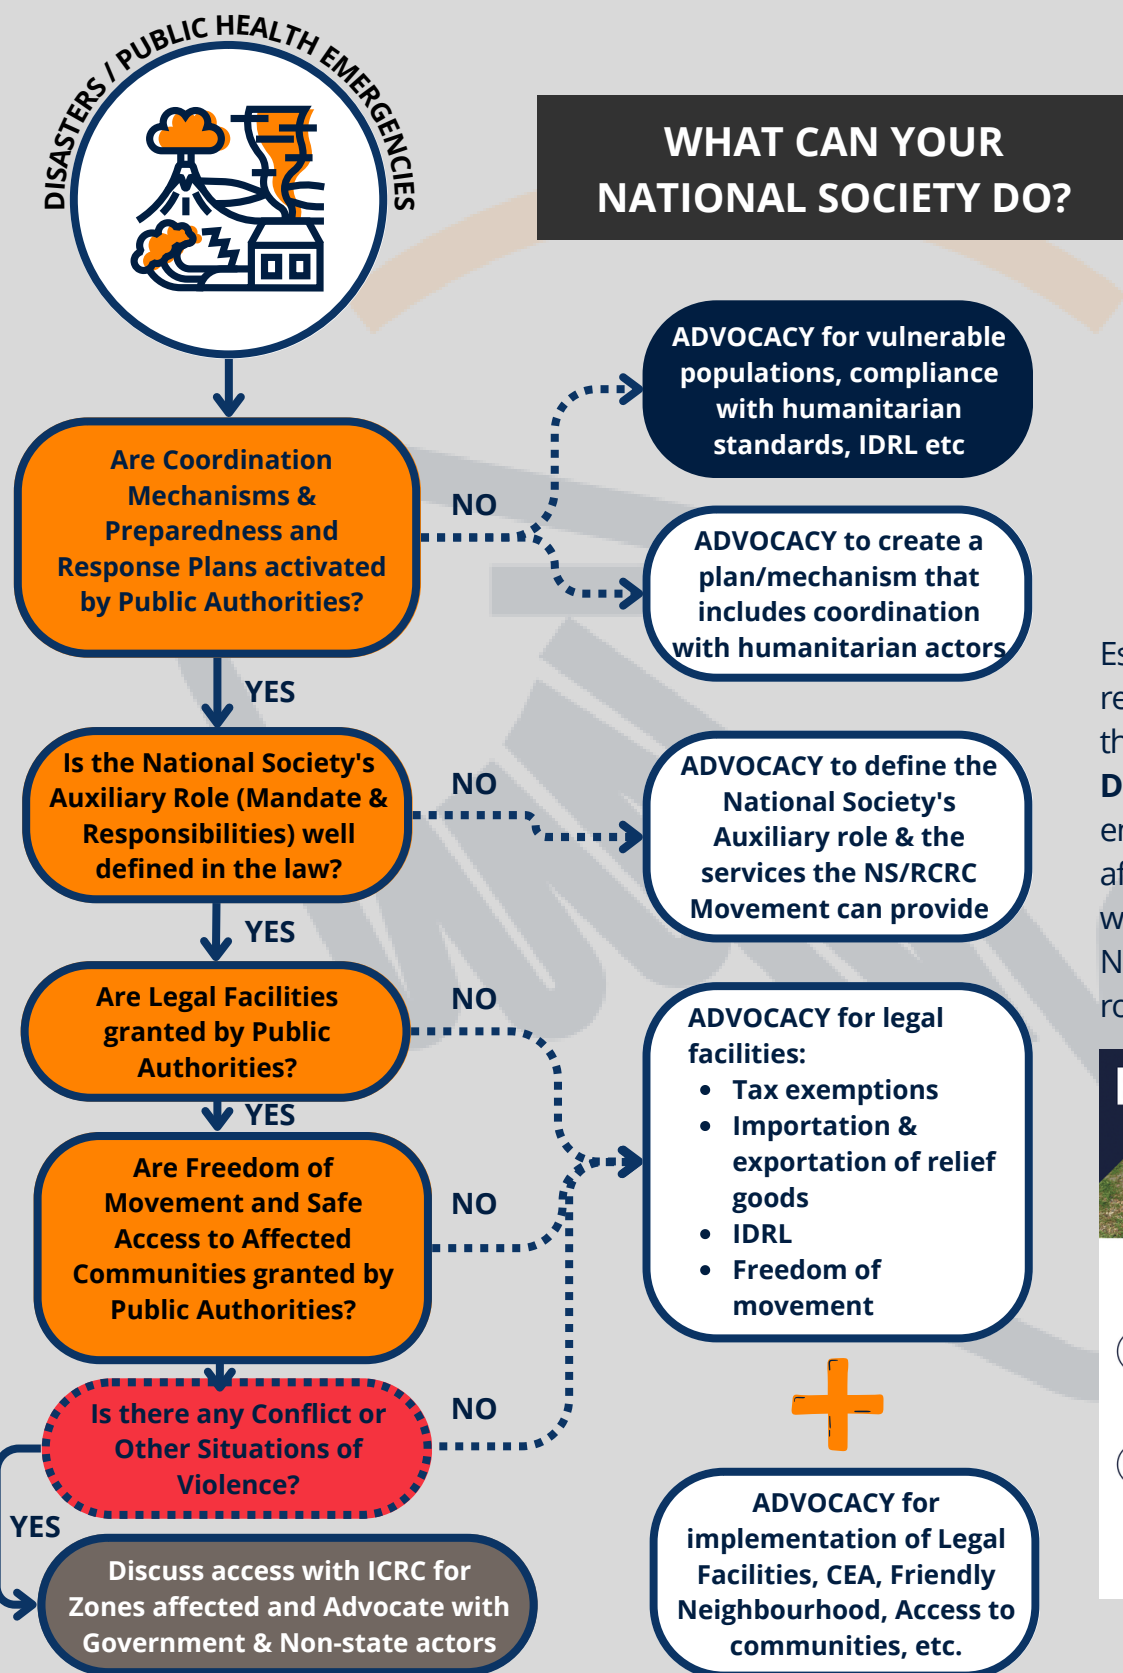 DISASTERS / PUBLIC HEALTH EMERGENCIES
WHAT CAN YOUR
NATIONAL SOCIETY DO?
Are Coordination
Mechanisms &
Preparedness and
Response Plans activated
by Public Authorities?
NO
ADVOCACY for vulnerable
populations, compliance
with humanitarian
standards, IDRL etc
ADVOCACY to create a
plan/mechanism that
includes coordination
with humanitarian actors
YES
Is the National Society's
Auxiliary Role (Mandate &
Responsibilities) well
defined in the law?
NO
ADVOCACY to define the
National Society's
Auxiliary role & the
services the NS/RCRC
Movement can provide
YES
Are Legal Facilities
granted by Public
Authorities?
NO
YES
Are Freedom of
Movement and Safe
Access to Affected
Communities granted by
Public Authorities?
NO
ADVOCACY for legal
facilities:
• Tax exemptions
• Importation &
exportation of relief
goods
• IDRL
• Freedom of
movement
Is there any Conflict or
Other Situations of
Violence?
NO
YES
Discuss access with ICRC for
Zones affected and Advocate with
Government & Non-state actors
ADVOCACY for
implementation of Legal
Facilities, CEA, Friendly
Neighbourhood, Access to
communities, etc.